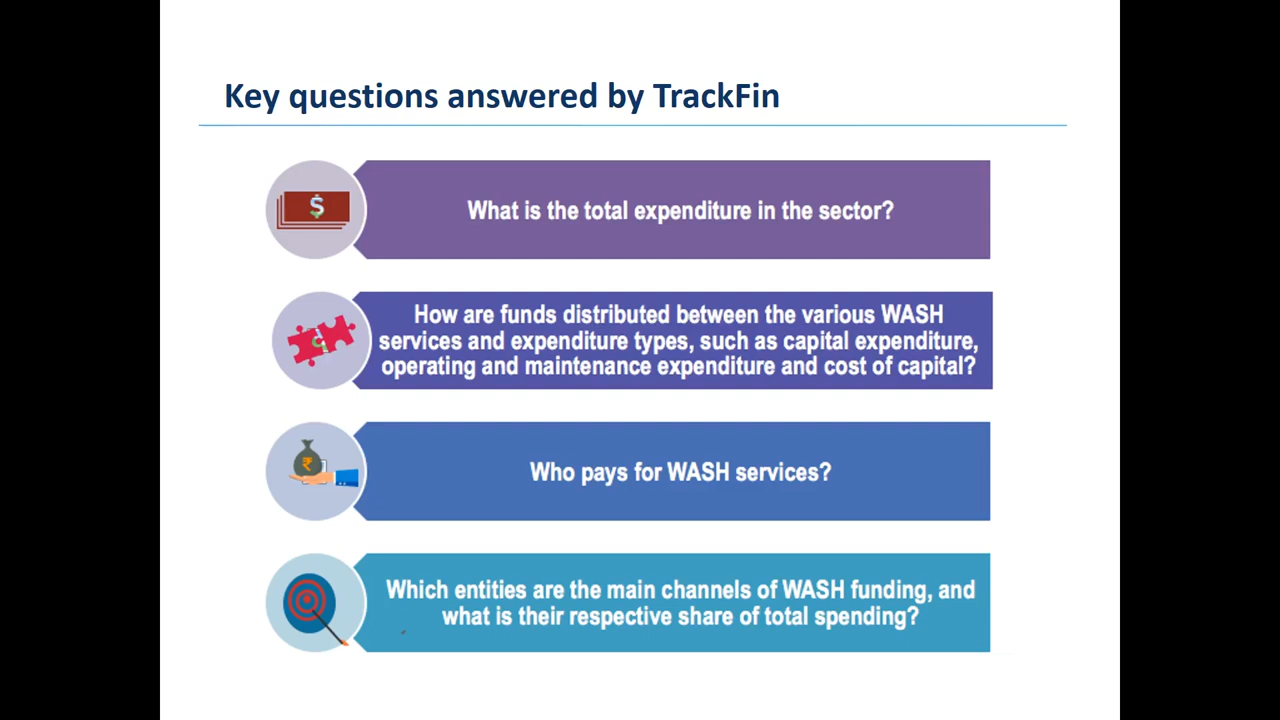 Key questions answered by TrackFin
$
What is the total expenditure in the sector?
How are funds distributed between the various WASH
services and expenditure types, such as capital expenditure,
operating and maintenance expenditure and cost of capital?
₹
Who pays for WASH services?
Which entities are the main channels of WASH funding, and
what is their respective share of total spending?